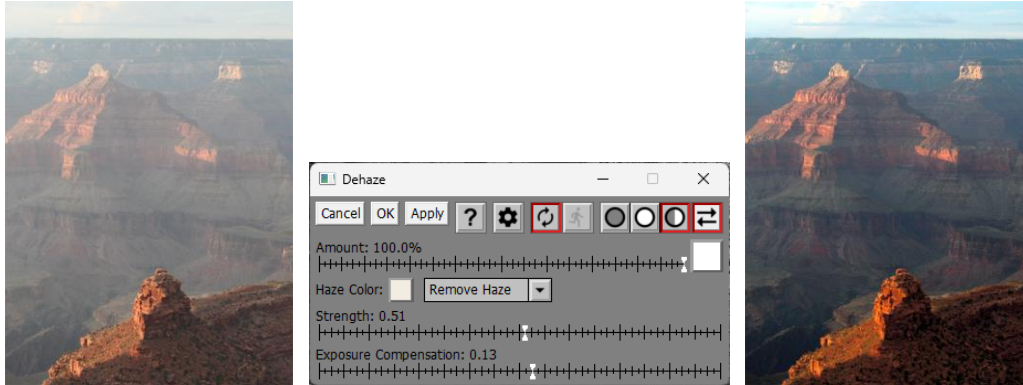 Dehaze
Cancel OK Apply ?
Amount: 100.0%
Haze Color: Remove Haze
Strength: 0.51
Exposure Compensation: 0.13